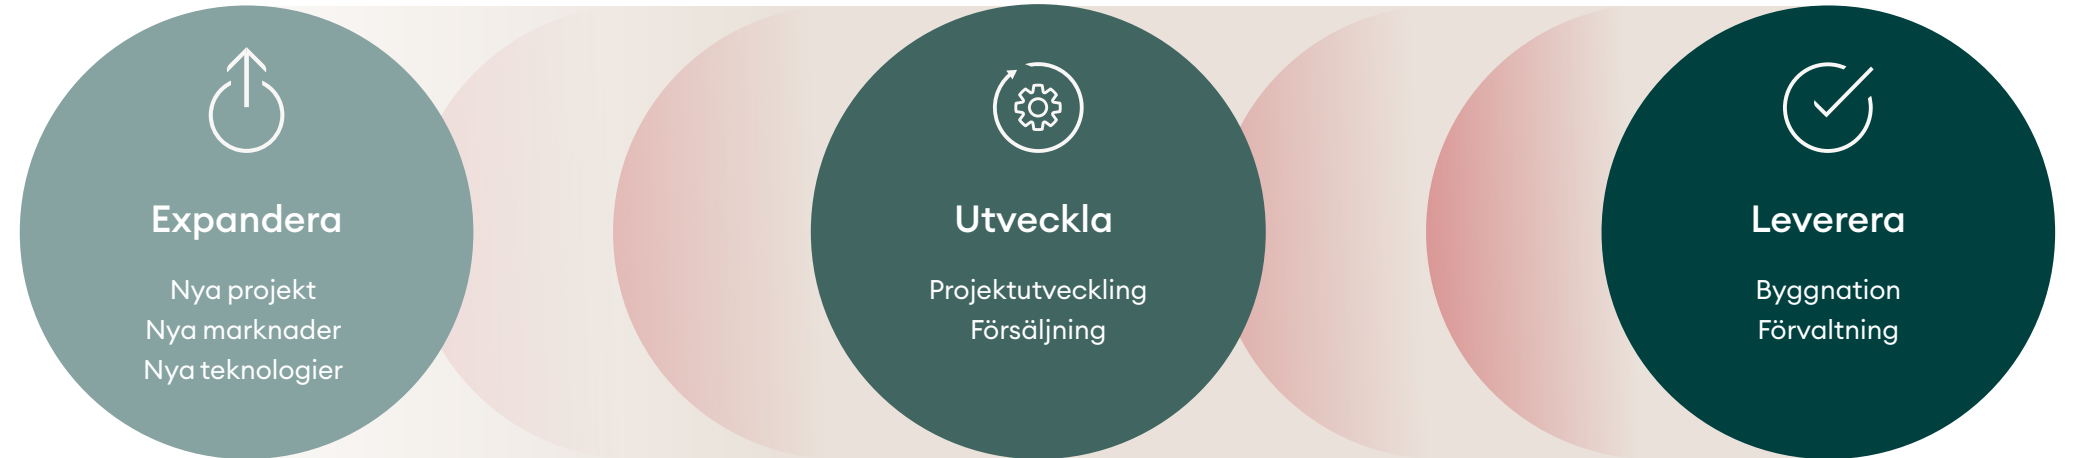 Expandera
Nya projekt
Nya marknader
Nya teknologier
Utveckla
Projektutveckling
Försäljning
Leverera
Byggnation
Förvaltning